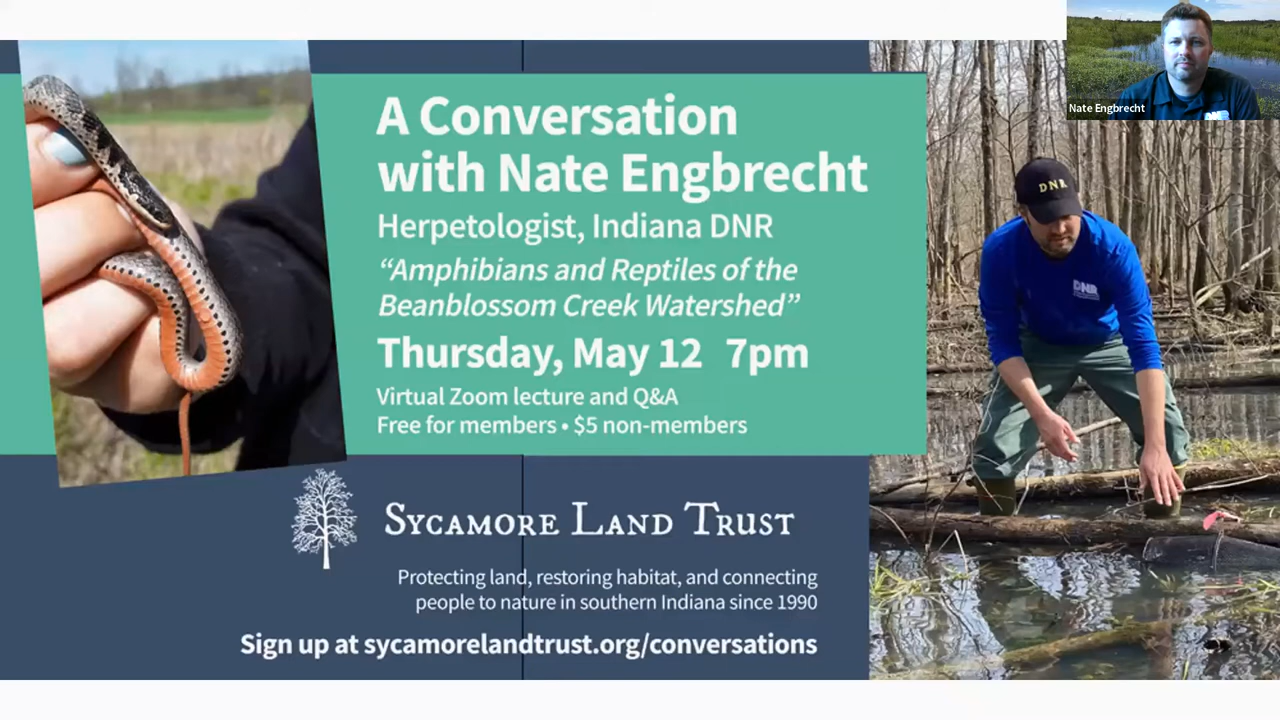 A Conversation
with Nate Engbrecht
Herpetologist, Indiana DNR
“Amphibians and Reptiles of the
Beanblossom Creek Watershed”
Thursday, May 12 7pm
Virtual Zoom lecture and Q&A
Free for members • $5 non-members
SYCAMORE LAND TRUST
Protecting land, restoring habitat, and connecting
people to nature in southern Indiana since 1990
Sign up at sycamorelandtrust.org/conversations
Nate Engbrecht
DNR
DNR